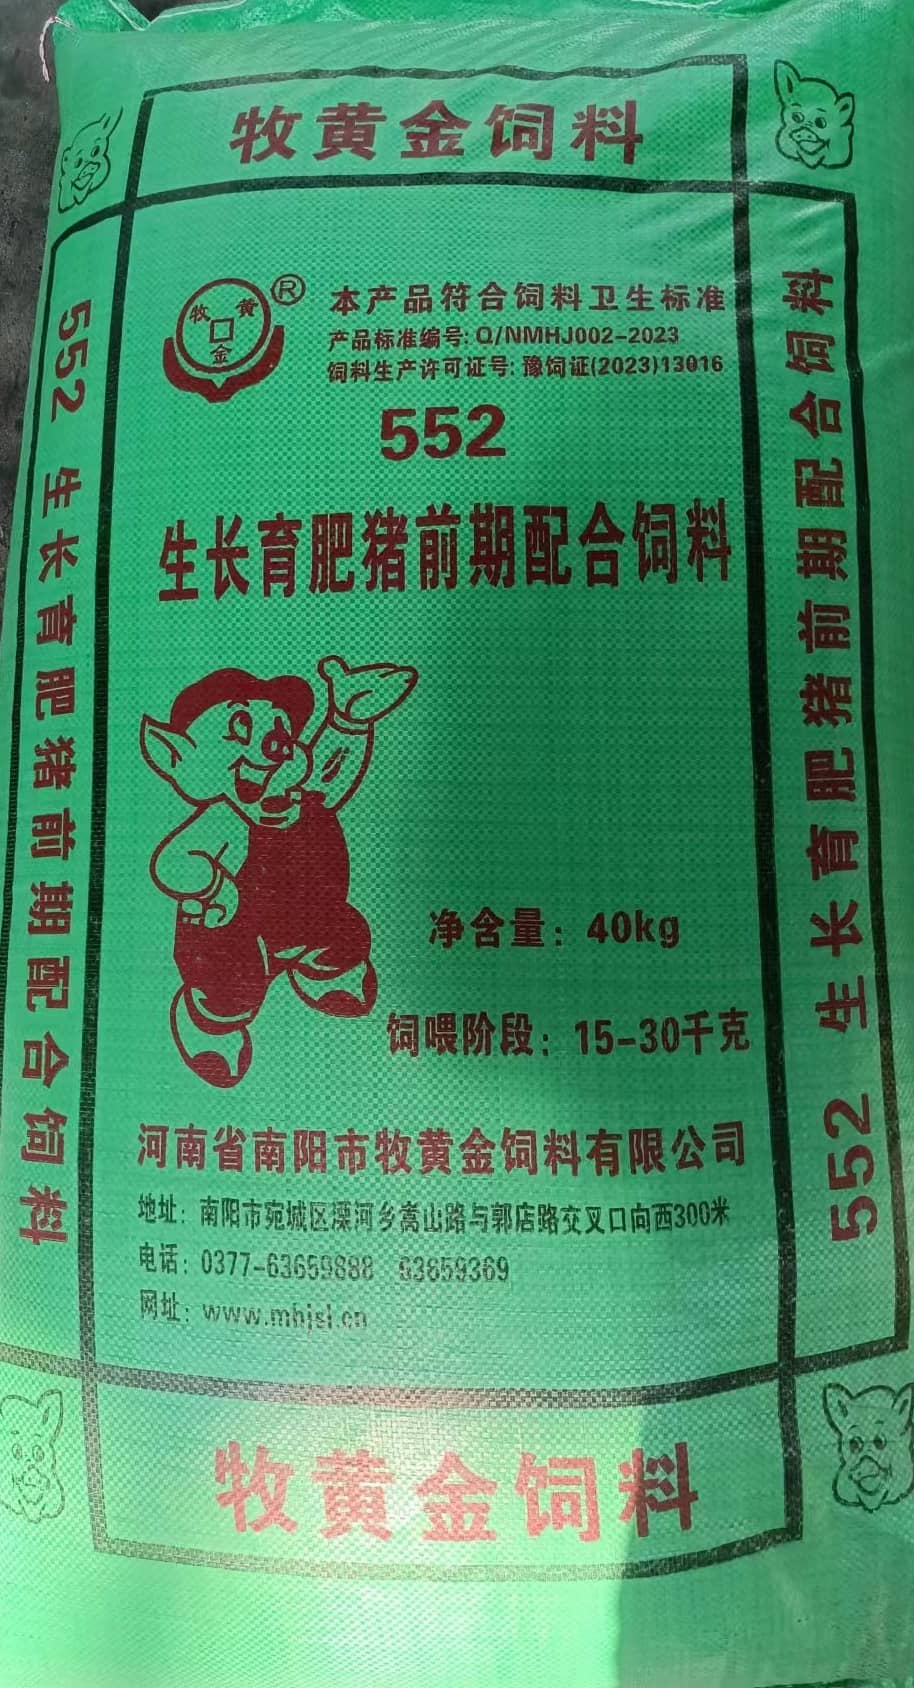 牧黄金饲料
牧 黄
金
®
本产品符合饲料卫生标准
产品标准编号: Q/NMHJ002-2023
饲料生产许可证号: 豫饲证(2023)13016
552
生长育肥猪前期配合饲料
净含量: 40kg
饲喂阶段: 15-30千克
河南省南阳市牧黄金饲料有限公司
地址: 南阳市宛城区溧河乡嵩山路与郭店路交叉口向西300米
电话: 0377-63659888 63659369
网址: www.mhjsl.cn
牧黄金饲料
552 生长育肥猪前期配合饲料
552 生长育肥猪前期配合饲料